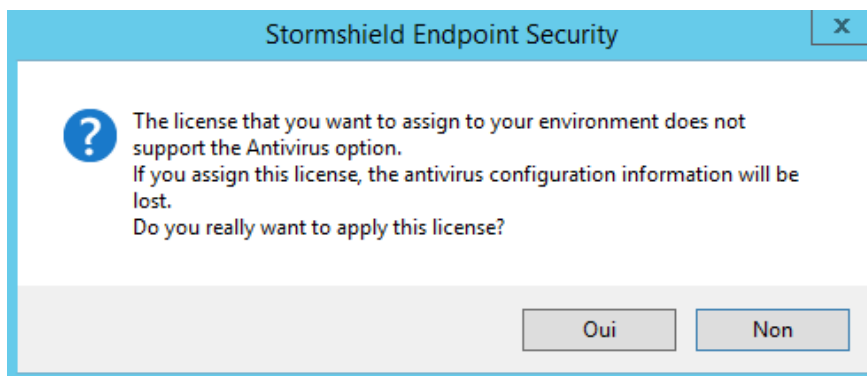 Stormshield Endpoint Security
x
The license that you want to assign to your environment does not
support the Antivirus option.
If you assign this license, the antivirus configuration information will be
lost.
Do you really want to apply this license?
Oui
Non